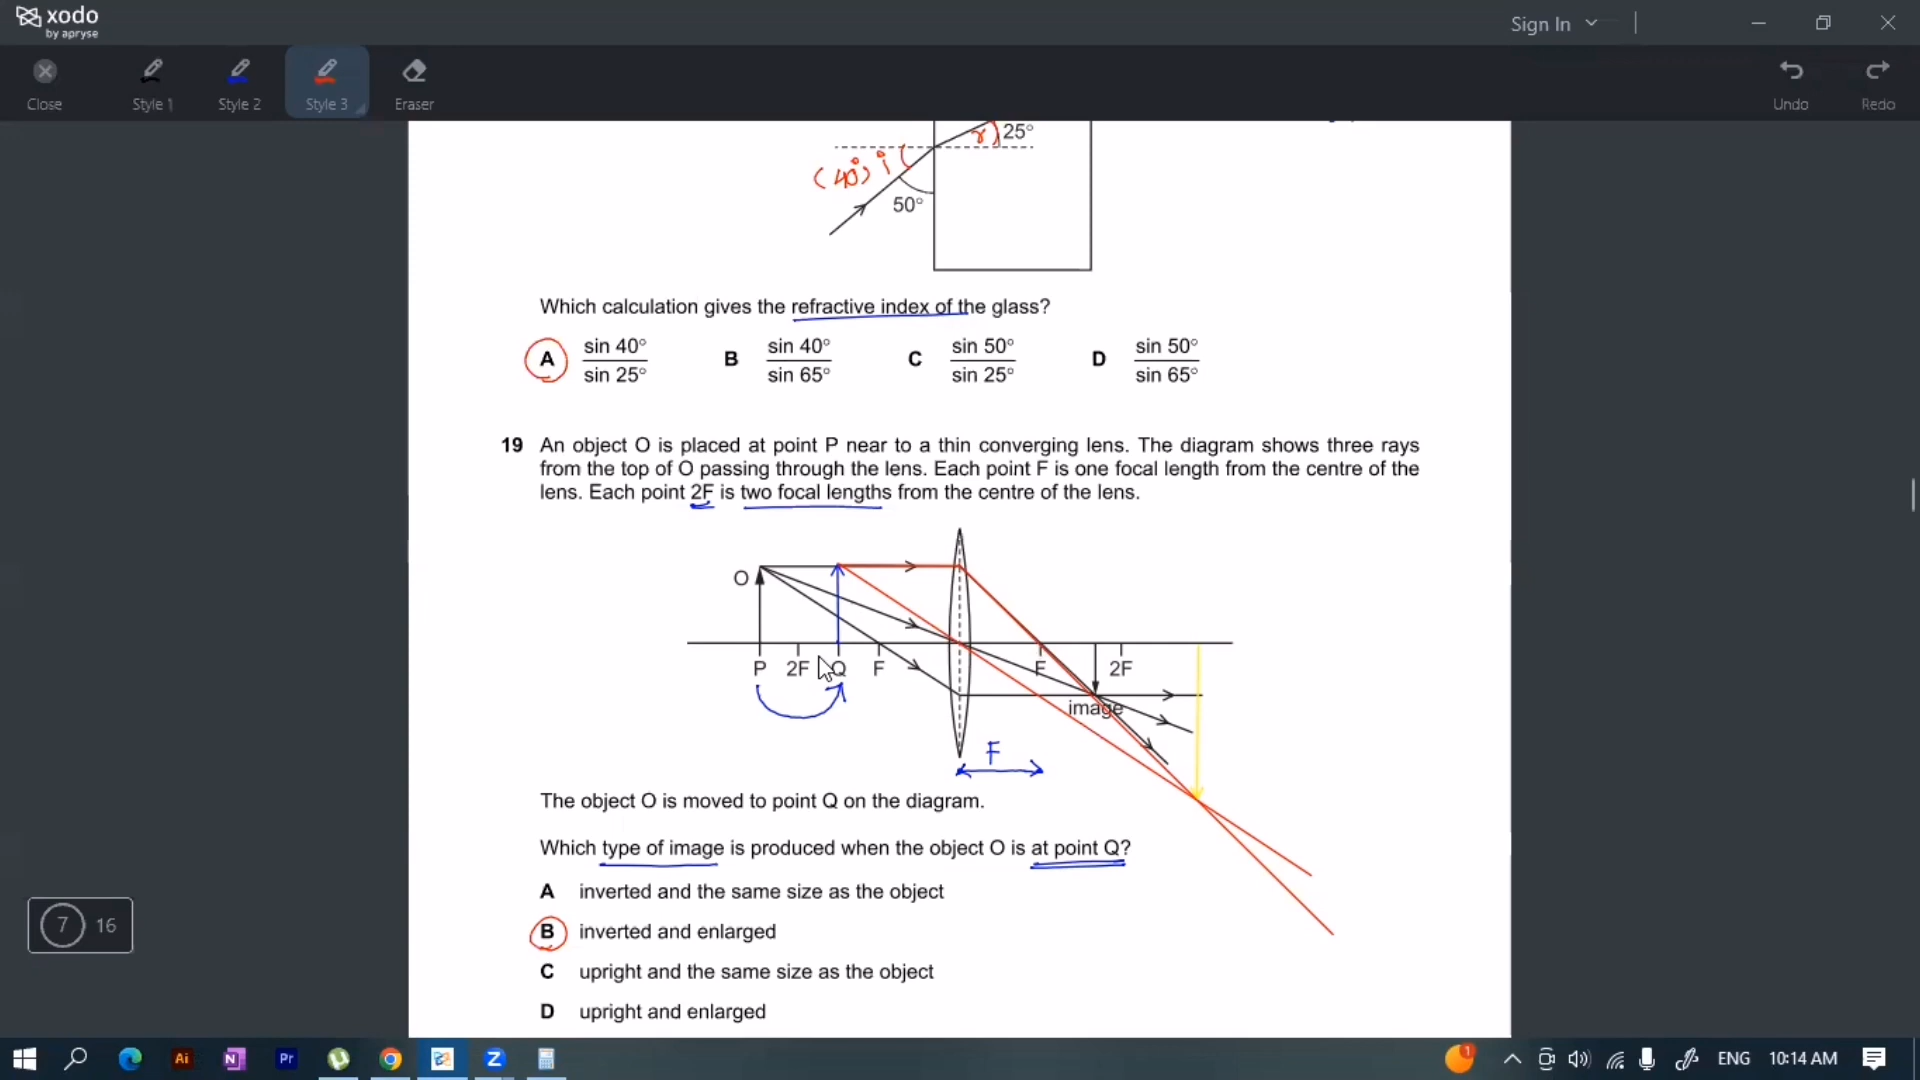 xodo
by apryse
Sign In
Close
Style 1
Style 2
Style 3
Eraser
Undo
Redo
r 25°
(40°) i
50°
Which calculation gives the refractive index of the glass?
A sin 40° / sin 25° B sin 40° / sin 65° C sin 50° / sin 25° D sin 50° / sin 65°
19 An object O is placed at point P near to a thin converging lens. The diagram shows three rays
from the top of O passing through the lens. Each point F is one focal length from the centre of the
lens. Each point 2F is two focal lengths from the centre of the lens.
O
P 2F Q F F 2F
image
F
The object O is moved to point Q on the diagram.
Which type of image is produced when the object O is at point Q?
A inverted and the same size as the object
B inverted and enlarged
C upright and the same size as the object
D upright and enlarged
7 16
Ai
N
Pr
Z
1
ENG 10:14 AM